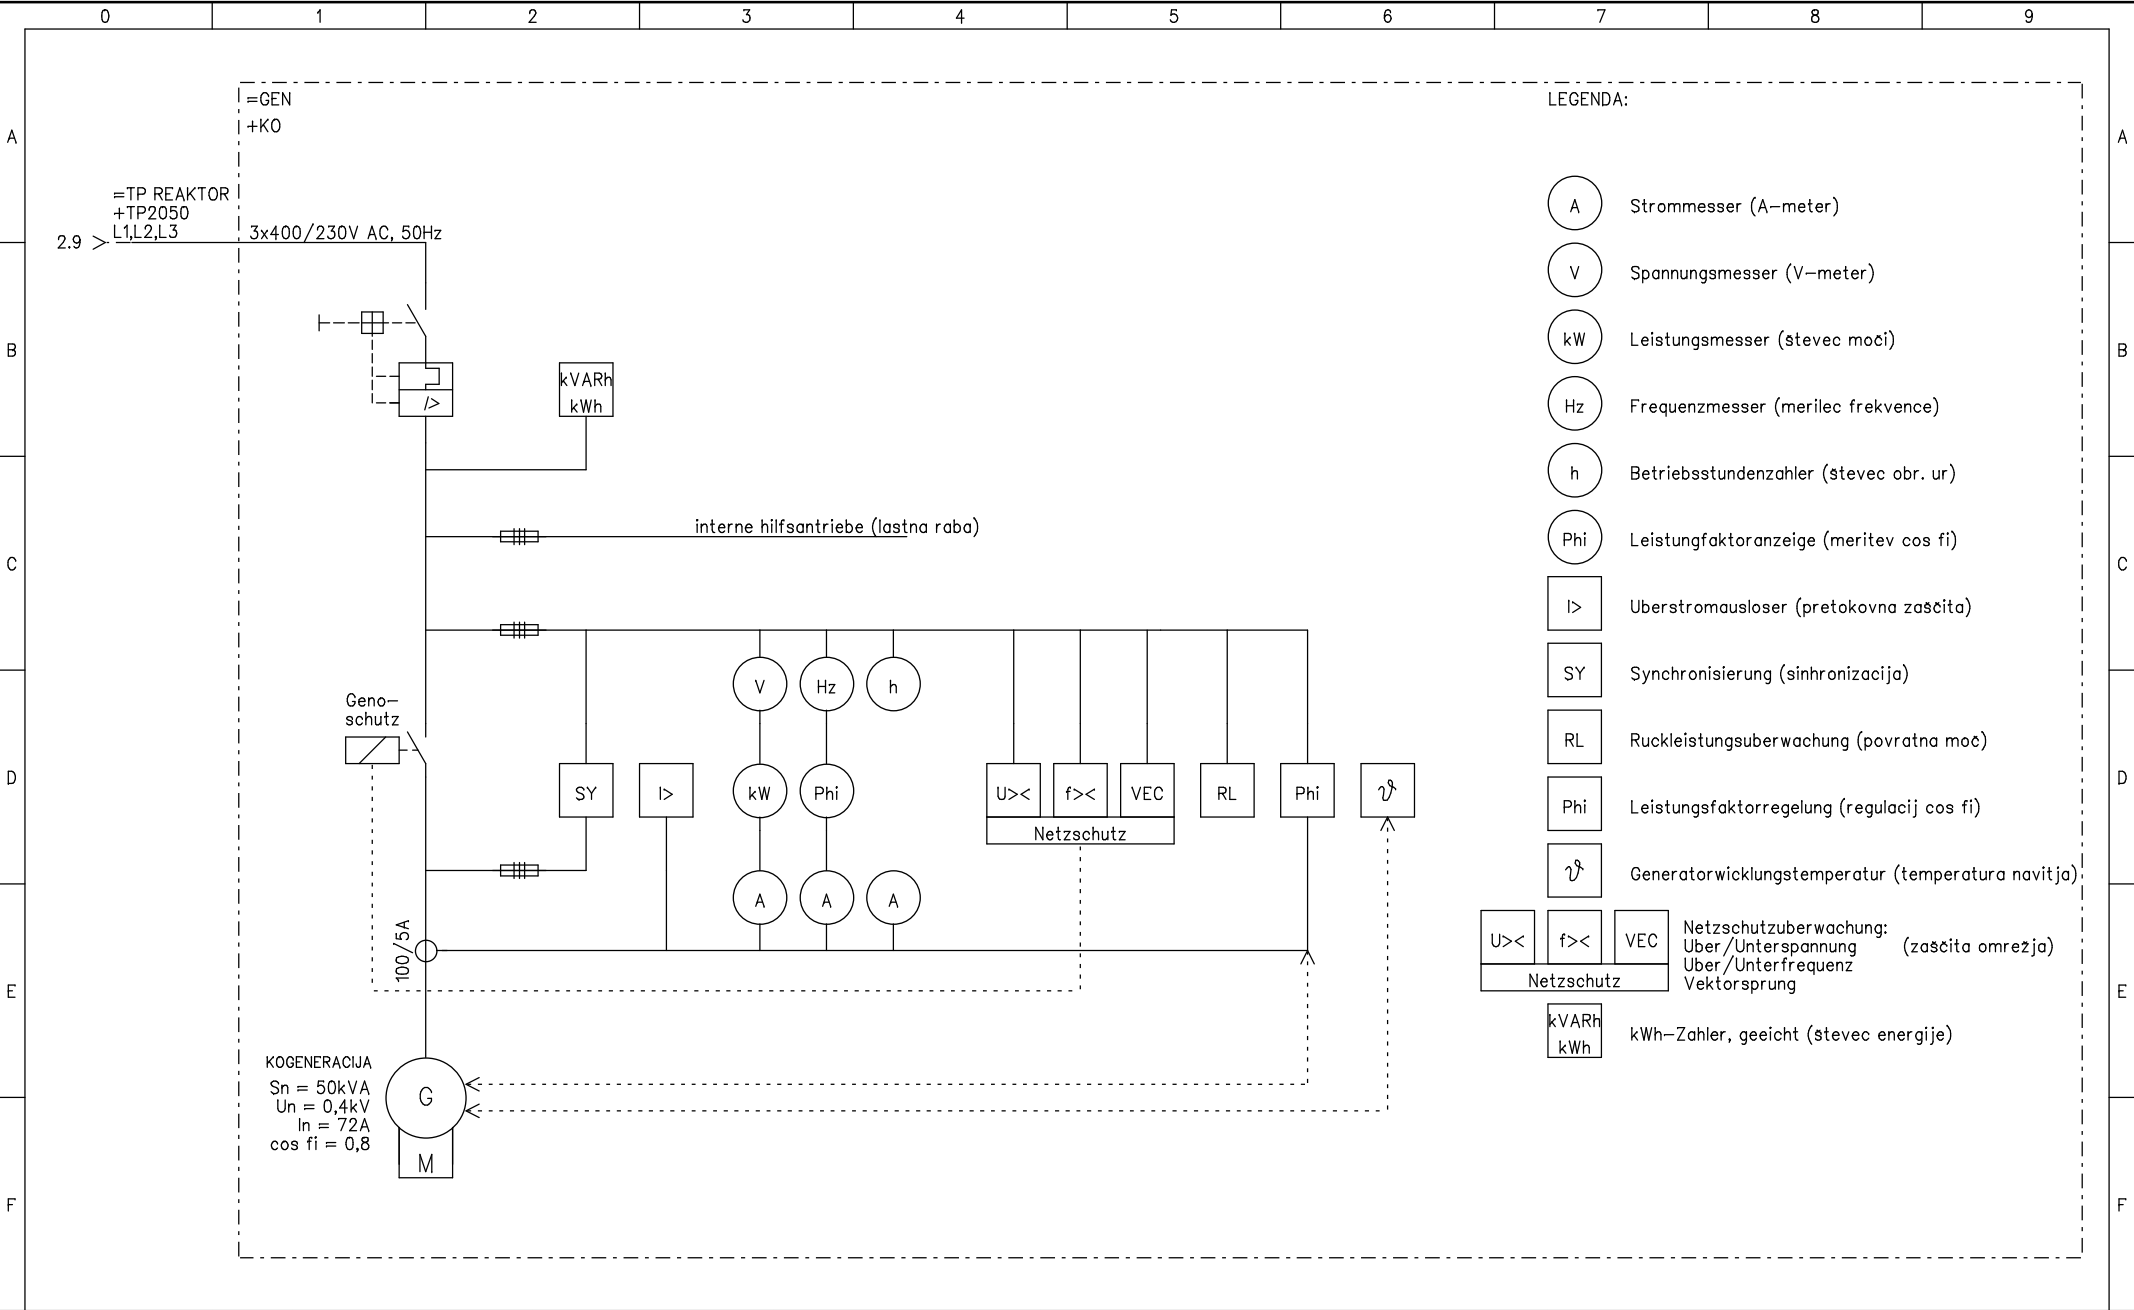 0 1 2 3 4 5 6 7 8 9
A
B
C
D
E
F
A
B
C
D
E
F
=GEN
+KO
=TP REAKTOR
+TP2050
L1,L2,L3
2.9
3x400/230V AC, 50Hz
I>
kVARh
kWh
interne hilfsantriebe (lastna raba)
Geno-
schutz
V Hz h
SY I> kW Phi U>< f>< VEC RL Phi ϑ
Netzschutz
A A A
100/5A
KOGENERACIJA
Sn = 50kVA
Un = 0,4kV
In = 72A
cos fi = 0,8
G
M
LEGENDA:
A Strommesser (A-meter)
V Spannungsmesser (V-meter)
kW Leistungsmesser (števec moči)
Hz Frequenzmesser (merilec frekvence)
h Betriebsstundenzahler (števec obr. ur)
Phi Leistungfaktoranzeige (meritev cos fi)
I> Uberstromausloser (pretokovna zaščita)
SY Synchronisierung (sinhronizacija)
RL Ruckleistungsuberwachung (povratna moč)
Phi Leistungsfaktorregelung (regulacij cos fi)
ϑ Generatorwicklungstemperatur (temperatura navitja)
U>< f>< VEC
Netzschutz
Netzschutzuberwachung:
Uber/Unterspannung (zaščita omrežja)
Uber/Unterfrequenz
Vektorsprung
kVARh
kWh
kWh-Zahler, geeicht (števec energije)